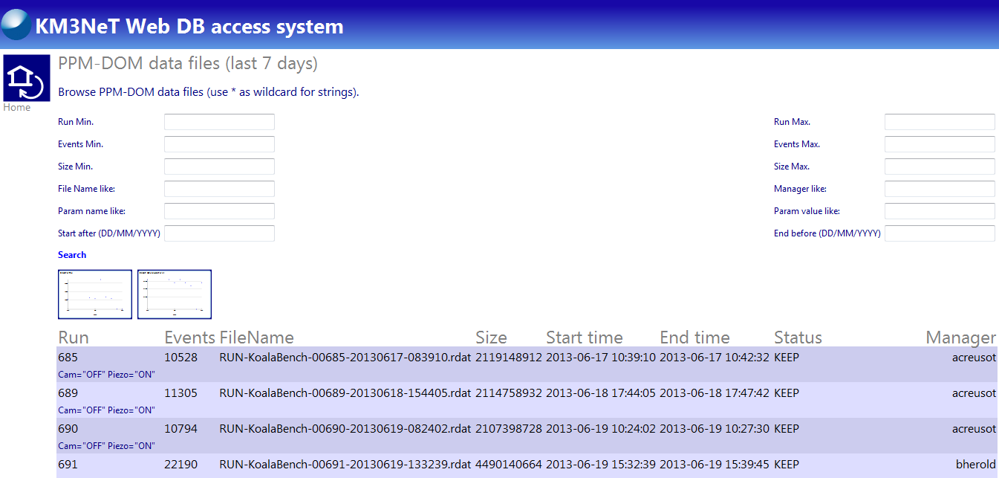 KM3NeT Web DB access system
PPM-DOM data files (last 7 days)
Home
Browse PPM-DOM data files (use * as wildcard for strings).
Run Min. Run Max.
Events Min. Events Max.
Size Min. Size Max.
File Name like: Manager like:
Param name like: Param value like:
Start after (DD/MM/YYYY) End before (DD/MM/YYYY)
Search
Run Events FileName Size Start time End time Status Manager
685 10528 RUN-KoalaBench-00685-20130617-083910.rdat 2119148912 2013-06-17 10:39:10 2013-06-17 10:42:32 KEEP acreusot
Cam="OFF" Piezo="ON"
689 11305 RUN-KoalaBench-00689-20130618-154405.rdat 2114758932 2013-06-18 17:44:05 2013-06-18 17:47:42 KEEP acreusot
Cam="OFF" Piezo="ON"
690 10794 RUN-KoalaBench-00690-20130619-082402.rdat 2107398728 2013-06-19 10:24:02 2013-06-19 10:27:30 KEEP acreusot
Cam="OFF" Piezo="ON"
691 22190 RUN-KoalaBench-00691-20130619-133239.rdat 4490140664 2013-06-19 15:32:39 2013-06-19 15:39:45 KEEP bherold